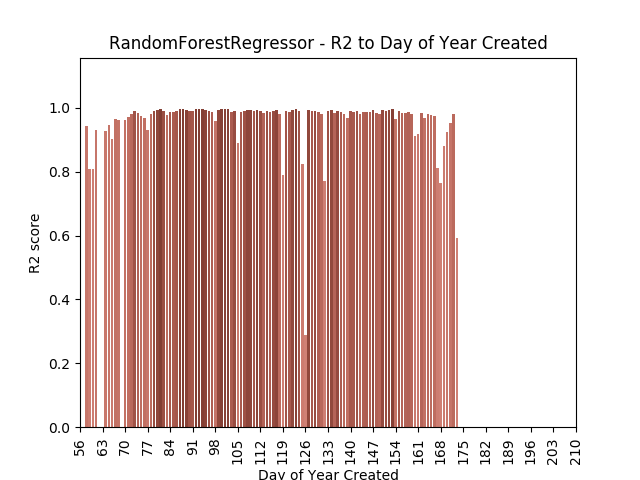 RandomForestRegressor - R2 to Day of Year Created
R2 score
1.0
0.8
0.6
0.4
0.2
0.0
56 63 70 77 84 91 98 105 112 119 126 133 140 147 154 161 168 175 182 189 196 203 210
Day of Year Created